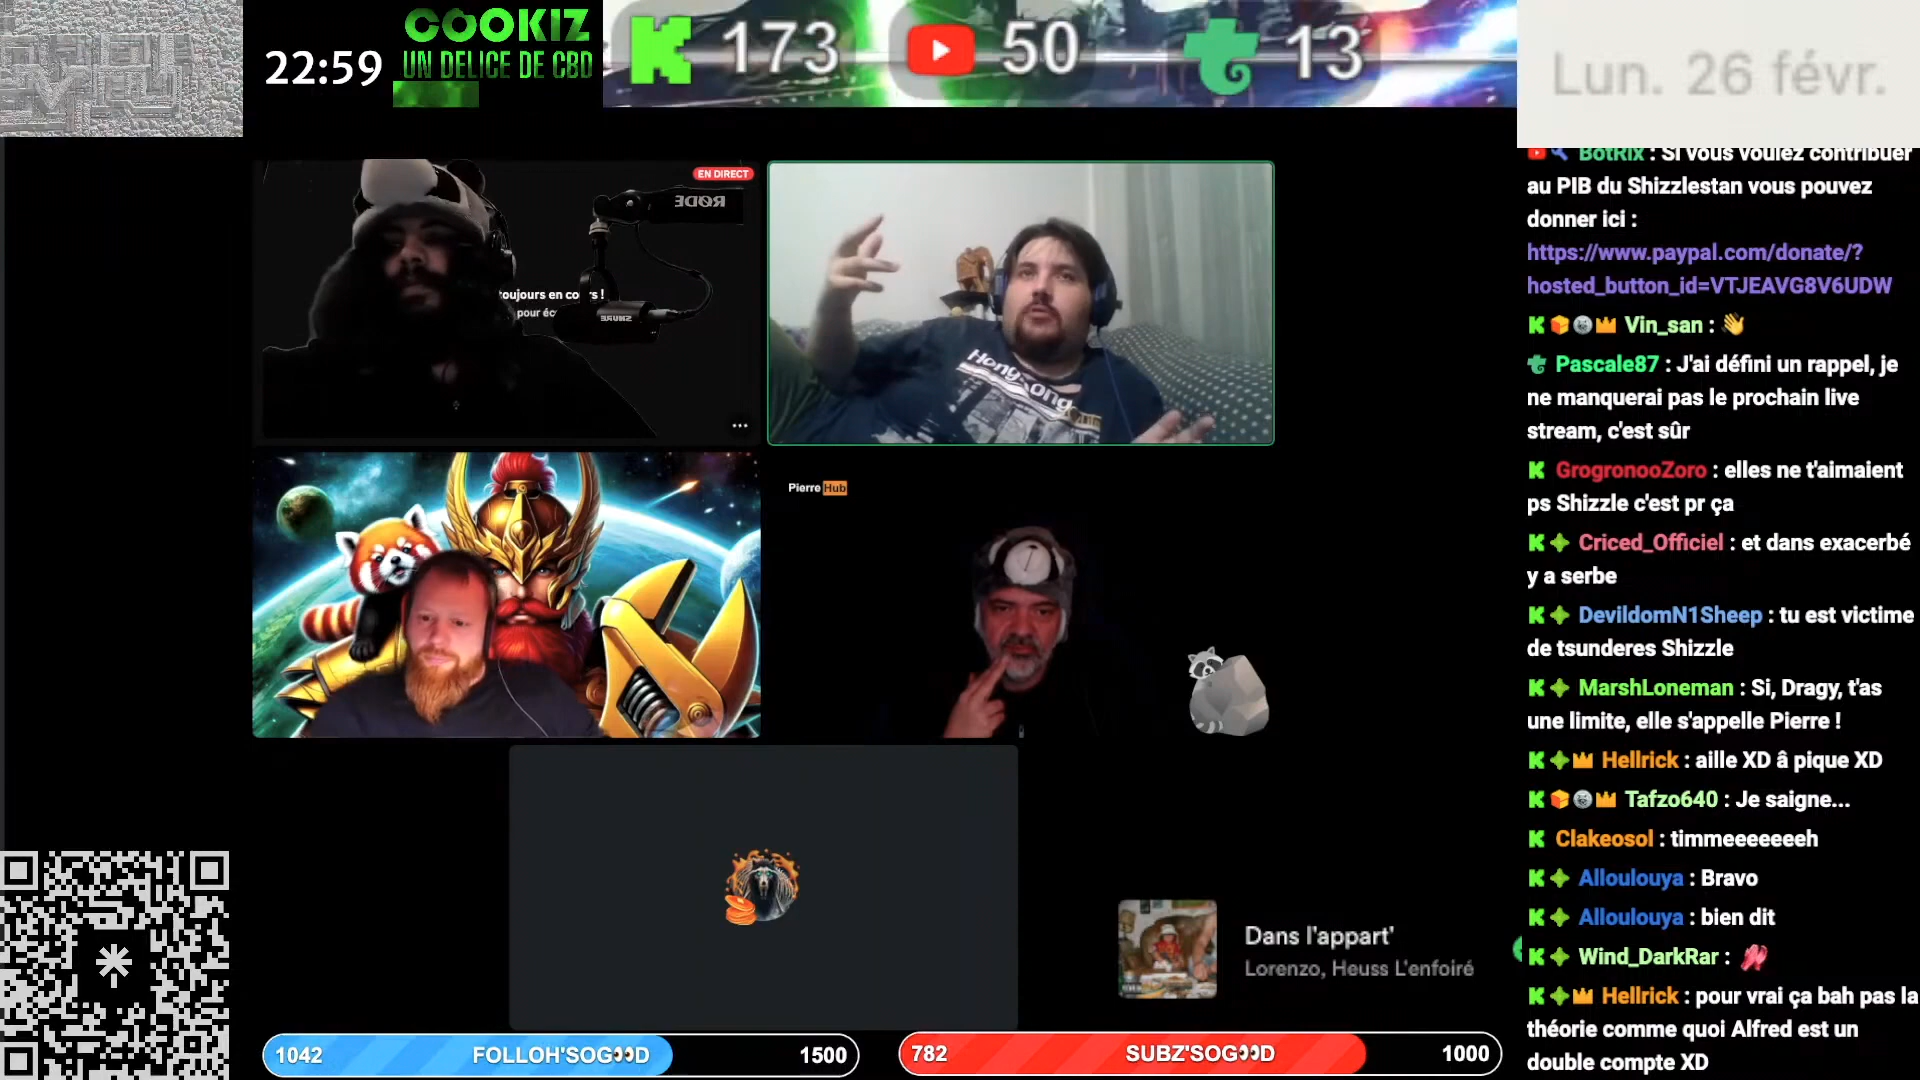 22:59
COOKIZ
UN DELICE DE CBD
173
50
13
Lun. 26 févr.
EN DIRECT
RØDE
toujours en cours !
pour éc
SHURE
Hong Kong
Pierre Hub
BotRix : Si vous voulez contribuer
au PIB du Shizzlestan vous pouvez
donner ici :
https://www.paypal.com/donate/?
hosted_button_id=VTJEAVG8V6UDW
Vin_san : 👋
Pascale87 : J'ai défini un rappel, je
ne manquerai pas le prochain live
stream, c'est sûr
GrogronooZoro : elles ne t'aimaient
ps Shizzle c'est pr ça
Criced_Officiel : et dans exacerbé
y a serbe
DevildomN1Sheep : tu est victime
de tsunderes Shizzle
MarshLoneman : Si, Dragy, t'as
une limite, elle s'appelle Pierre !
Hellrick : aille XD â pique XD
Tafzo640 : Je saigne...
Clakeosol : timmeeeeeeeh
Alloulouya : Bravo
Alloulouya : bien dit
Wind_DarkRar :
Hellrick : pour vrai ça bah pas la
théorie comme quoi Alfred est un
double compte XD
Dans l'appart'
Lorenzo, Heuss L'enfoiré
1042 FOLLOH'SOG👀D 1500
782 SUBZ'SOG👀D 1000